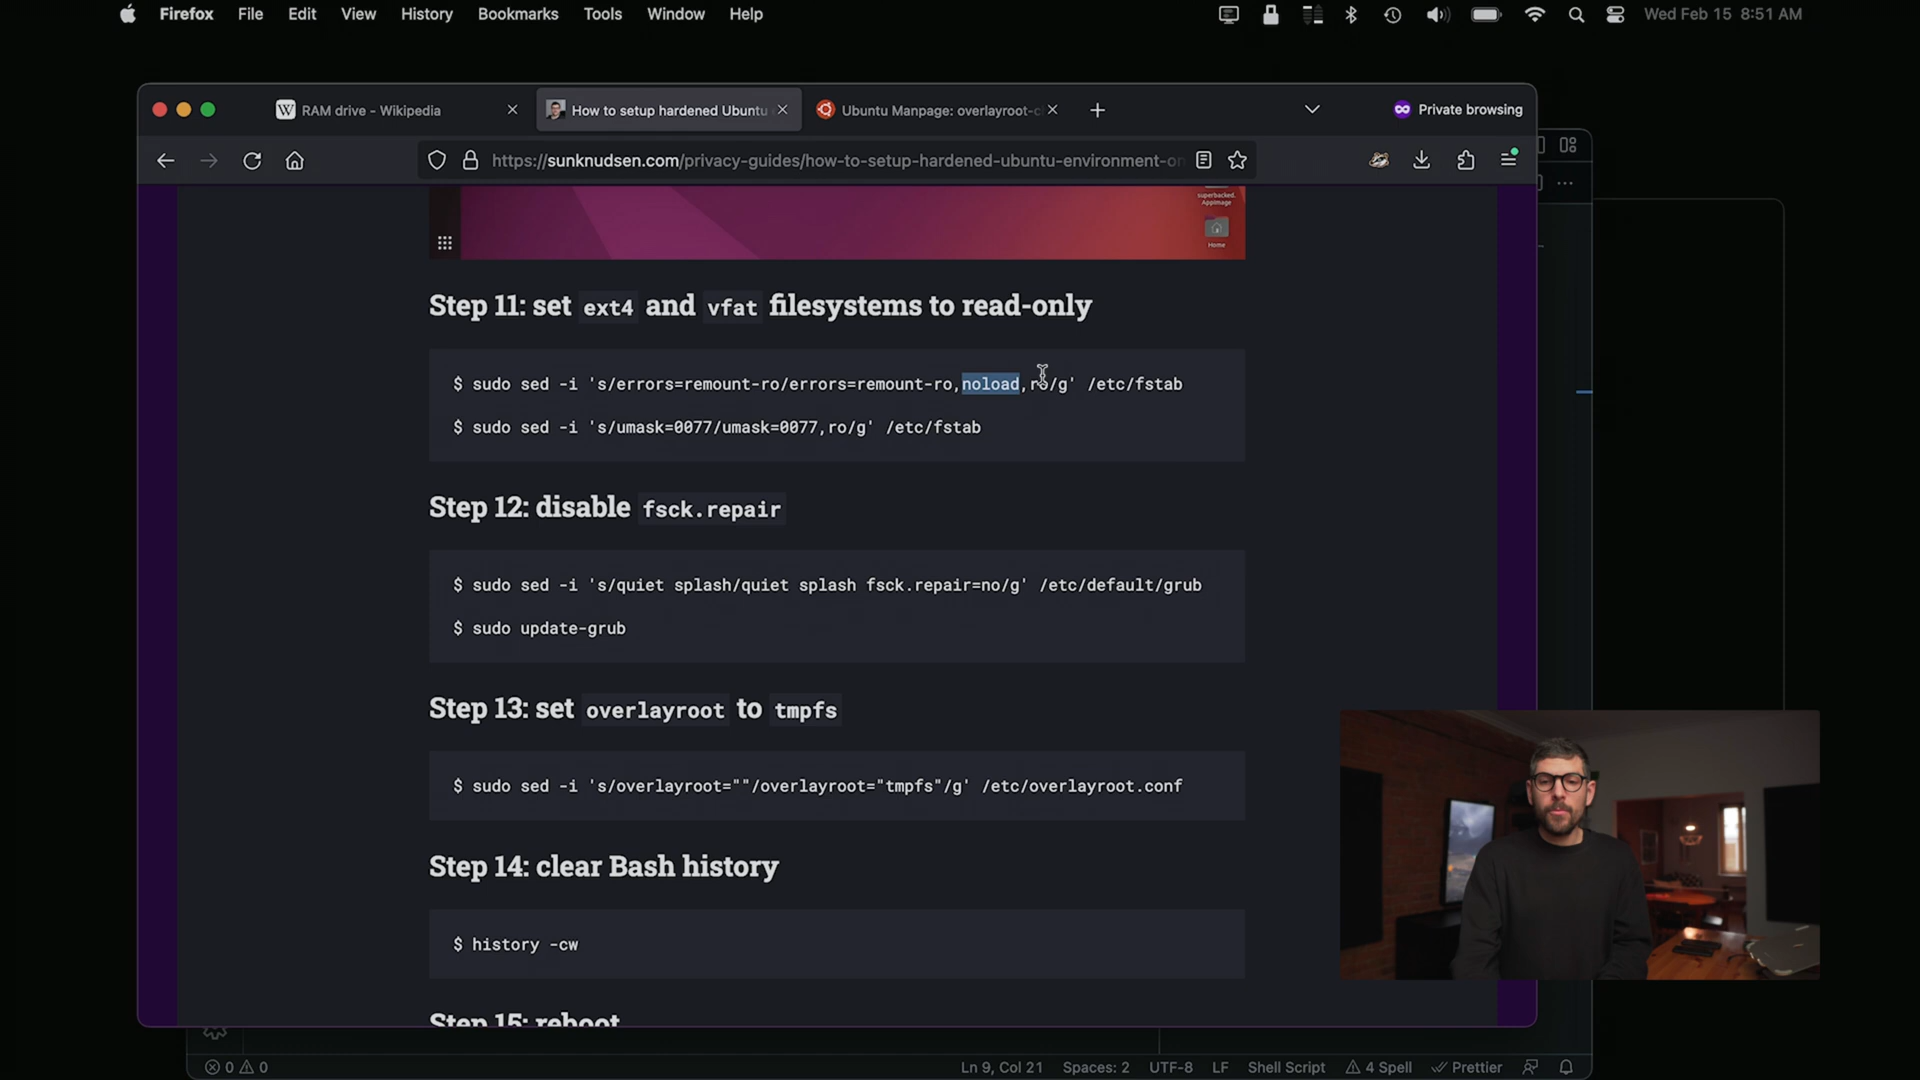 Firefox File Edit View History Bookmarks Tools Window Help Wed Feb 15 8:51 AM
RAM drive - Wikipedia How to setup hardened Ubuntu Ubuntu Manpage: overlayroot-c Private browsing
https://sunknudsen.com/privacy-guides/how-to-setup-hardened-ubuntu-environment-on
superbacked.
AppImage
Home
Step 11: set ext4 and vfat filesystems to read-only
$ sudo sed -i 's/errors=remount-ro/errors=remount-ro,noload,ro/g' /etc/fstab
$ sudo sed -i 's/umask=0077/umask=0077,ro/g' /etc/fstab
Step 12: disable fsck.repair
$ sudo sed -i 's/quiet splash/quiet splash fsck.repair=no/g' /etc/default/grub
$ sudo update-grub
Step 13: set overlayroot to tmpfs
$ sudo sed -i 's/overlayroot=""/overlayroot="tmpfs"/g' /etc/overlayroot.conf
Step 14: clear Bash history
$ history -cw
Step 15: reboot
0 0 Ln 9, Col 21 Spaces: 2 UTF-8 LF Shell Script 4 Spell Prettier